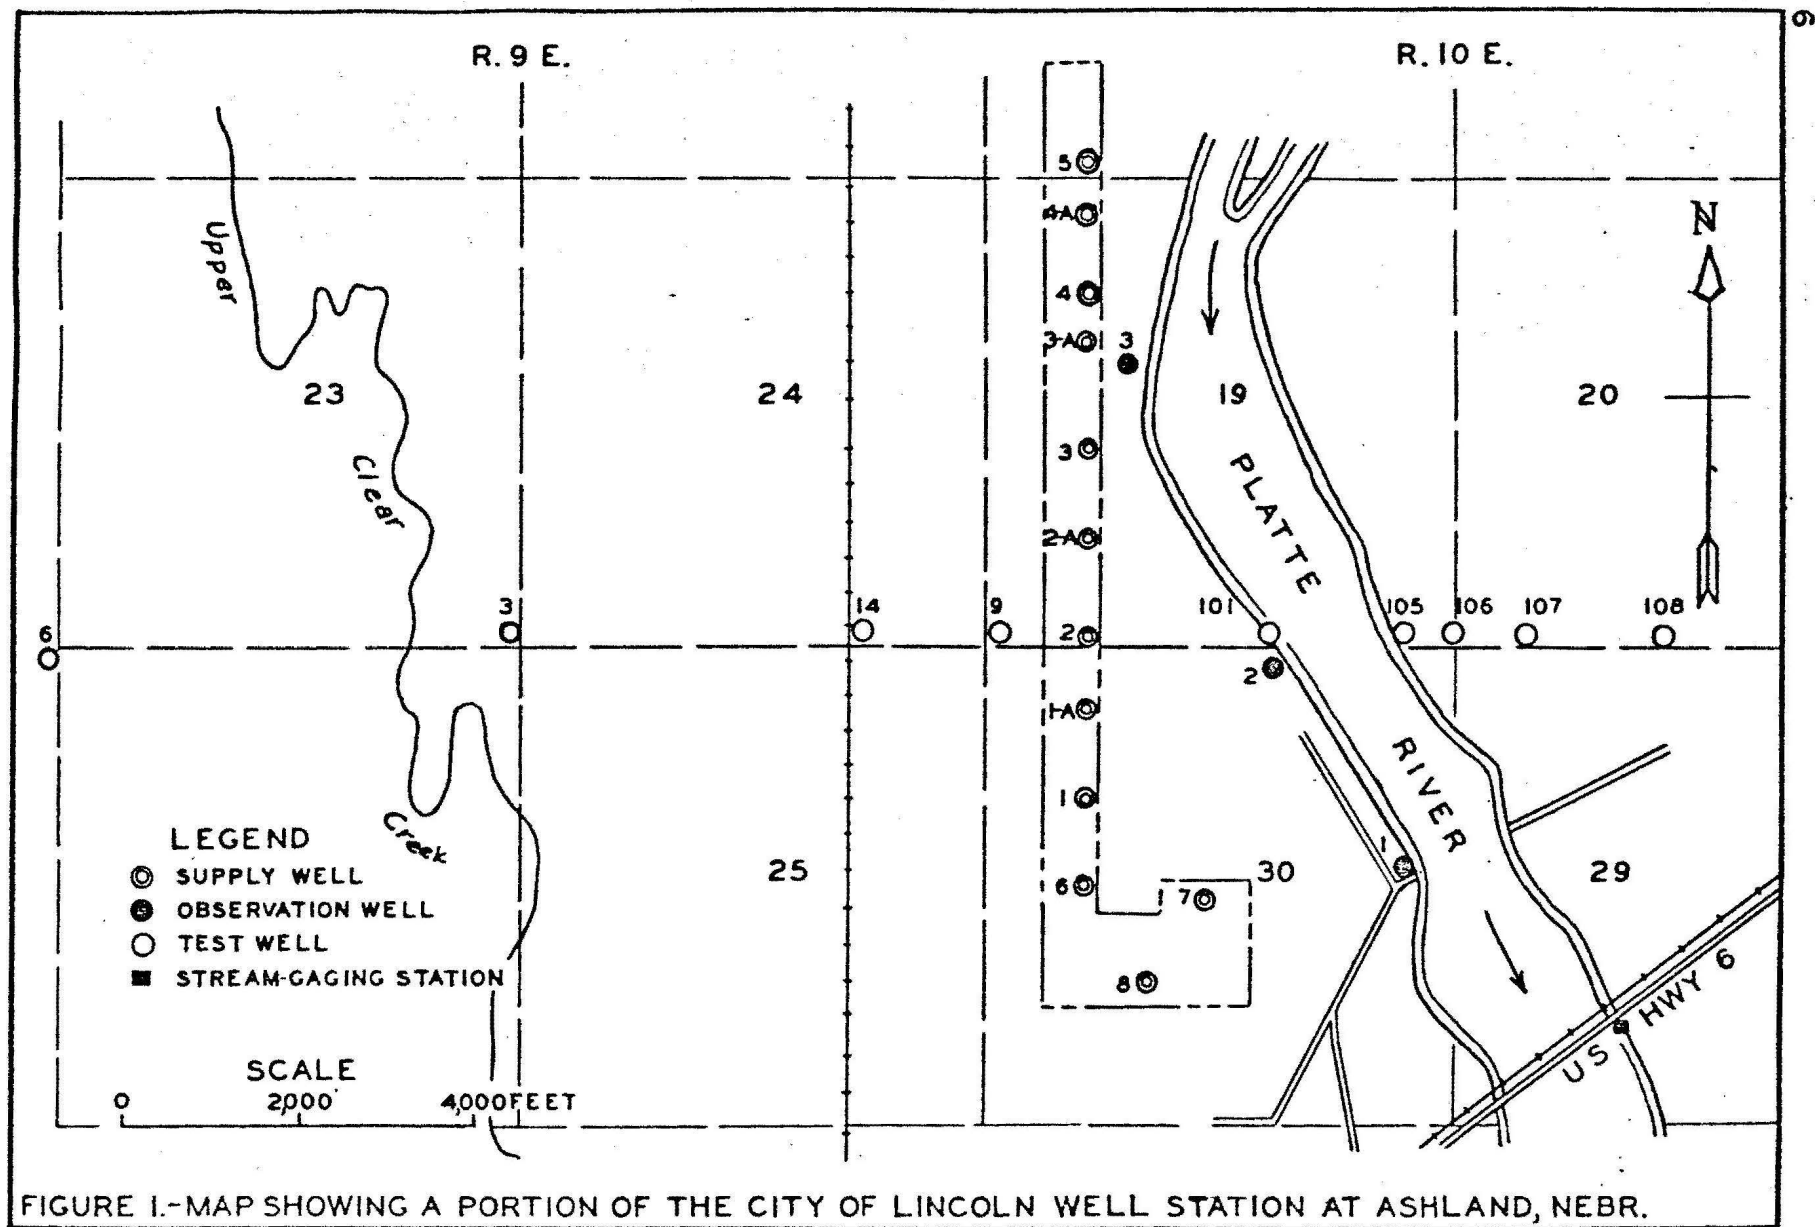 9
R. 9 E.
R. 10 E.
5
4-A
N
Upper
4
3-A
3
23
24
19
20
3
Clear
PLATTE
2-A
3
14
9
2
101
105
106
107
108
6
2
1-A
RIVER
1
Creek
1
LEGEND
SUPPLY WELL
OBSERVATION WELL
TEST WELL
STREAM-GAGING STATION
25
6
7
30
29
8
US HWY 6
SCALE
0 2,000 4,000 FEET
FIGURE 1.-MAP SHOWING A PORTION OF THE CITY OF LINCOLN WELL STATION AT ASHLAND, NEBR.